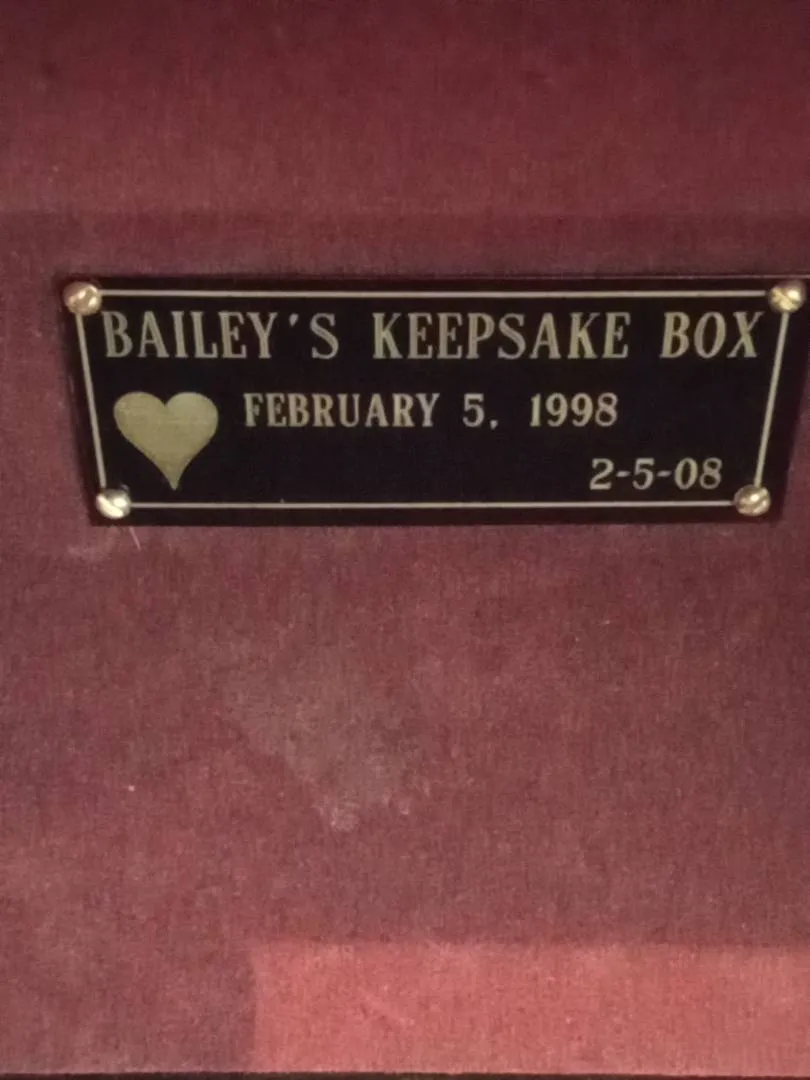 BAILEY'S KEEPSAKE BOX
FEBRUARY 5, 1998
2-5-08